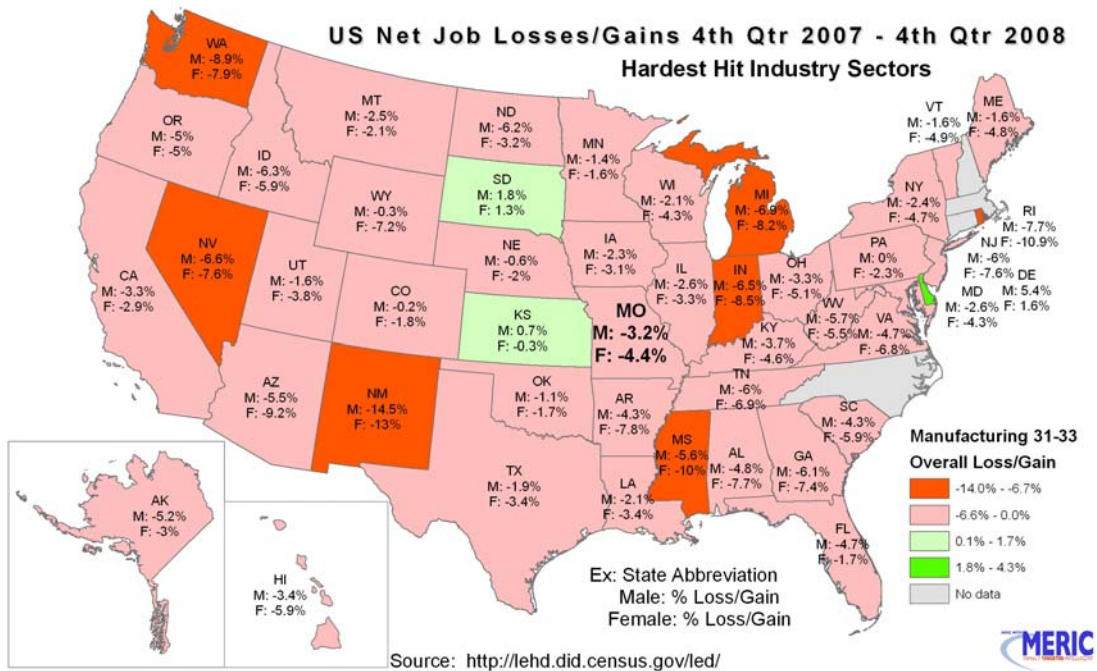 US Net Job Losses/Gains 4th Qtr 2007 - 4th Qtr 2008
Hardest Hit Industry Sectors
WA
M: -8.9%
F: -7.9%
OR
M: -5%
F: -5%
ID
M: -6.3%
F: -5.9%
MT
M: -2.5%
F: -2.1%
ND
M: -6.2%
F: -3.2%
MN
M: -1.4%
F: -1.6%
SD
M: 1.8%
F: 1.3%
WY
M: -0.3%
F: -7.2%
WI
M: -2.1%
F: -4.3%
MI
M: -6.9%
F: -8.2%
VT
M: -1.6%
F: -4.9%
ME
M: -1.6%
F: -4.8%
NY
M: -2.4%
F: -4.7%
RI
M: -7.7%
F: -10.9%
NJ
M: -6%
F: -7.6%
DE
M: 5.4%
F: 1.6%
MD
M: -2.6%
F: -4.3%
PA
M: 0%
F: -2.3%
NV
M: -6.6%
F: -7.6%
CA
M: -3.3%
F: -2.9%
UT
M: -1.6%
F: -3.8%
CO
M: -0.2%
F: -1.8%
NE
M: -0.6%
F: -2%
IA
M: -2.3%
F: -3.1%
IL
M: -2.6%
F: -3.3%
IN
M: -6.5%
F: -8.5%
OH
M: -3.3%
F: -5.1%
WV
M: -5.7%
F: -5.5%
VA
M: -4.7%
F: -6.8%
KY
M: -3.7%
F: -4.6%
KS
M: 0.7%
F: -0.3%
MO
M: -3.2%
F: -4.4%
AZ
M: -5.5%
F: -9.2%
NM
M: -14.5%
F: -13%
OK
M: -1.1%
F: -1.7%
AR
M: -4.3%
F: -7.8%
TN
M: -6%
F: -6.9%
SC
M: -4.3%
F: -5.9%
MS
M: -5.6%
F: -10%
AL
M: -4.8%
F: -7.7%
GA
M: -6.1%
F: -7.4%
TX
M: -1.9%
F: -3.4%
LA
M: -2.1%
F: -3.4%
FL
M: -4.7%
F: -1.7%
AK
M: -5.2%
F: -3%
HI
M: -3.4%
F: -5.9%
Manufacturing 31-33
Overall Loss/Gain
-14.0% - -6.7%
-6.6% - 0.0%
0.1% - 1.7%
1.8% - 4.3%
No data
Ex: State Abbreviation
Male: % Loss/Gain
Female: % Loss/Gain
Source: http://lehd.did.census.gov/led/
MERIC